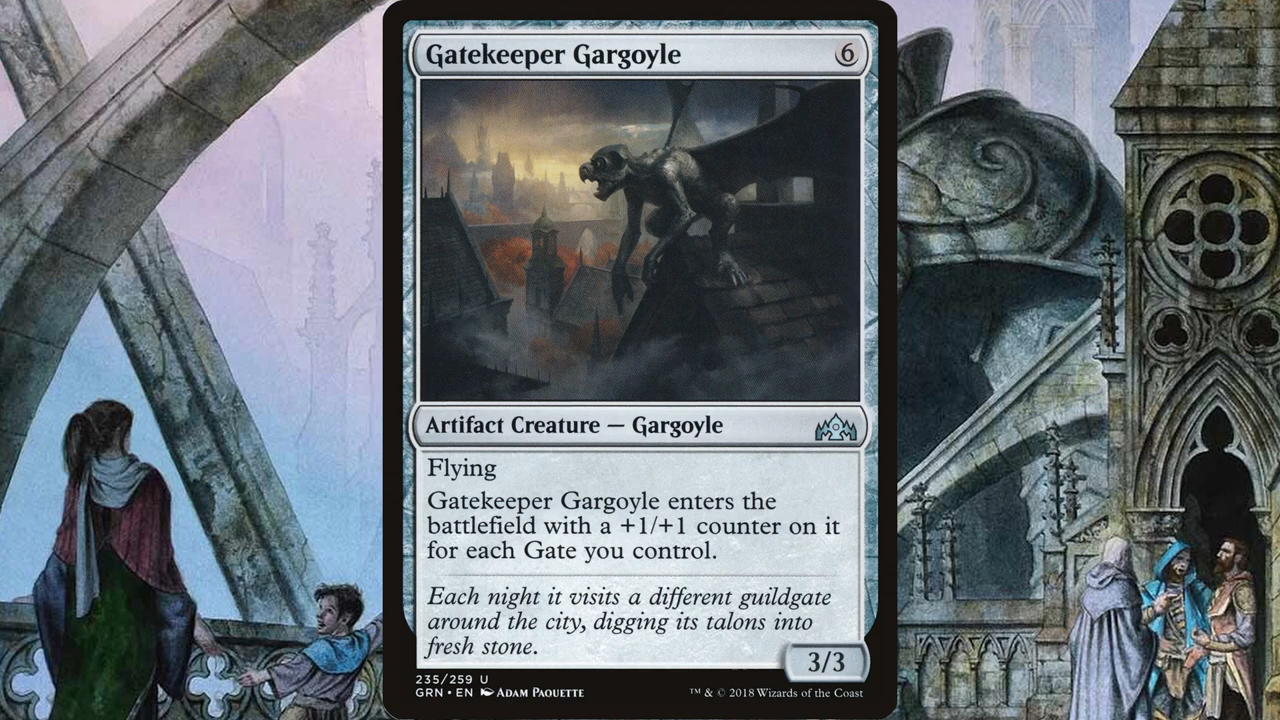 Gatekeeper Gargoyle 6
Artifact Creature — Gargoyle
Flying
Gatekeeper Gargoyle enters the
battlefield with a +1/+1 counter on it
for each Gate you control.
Each night it visits a different guildgate
around the city, digging its talons into
fresh stone.
3/3
235/259 U
GRN • EN Adam Paquette
™ & © 2018 Wizards of the Coast